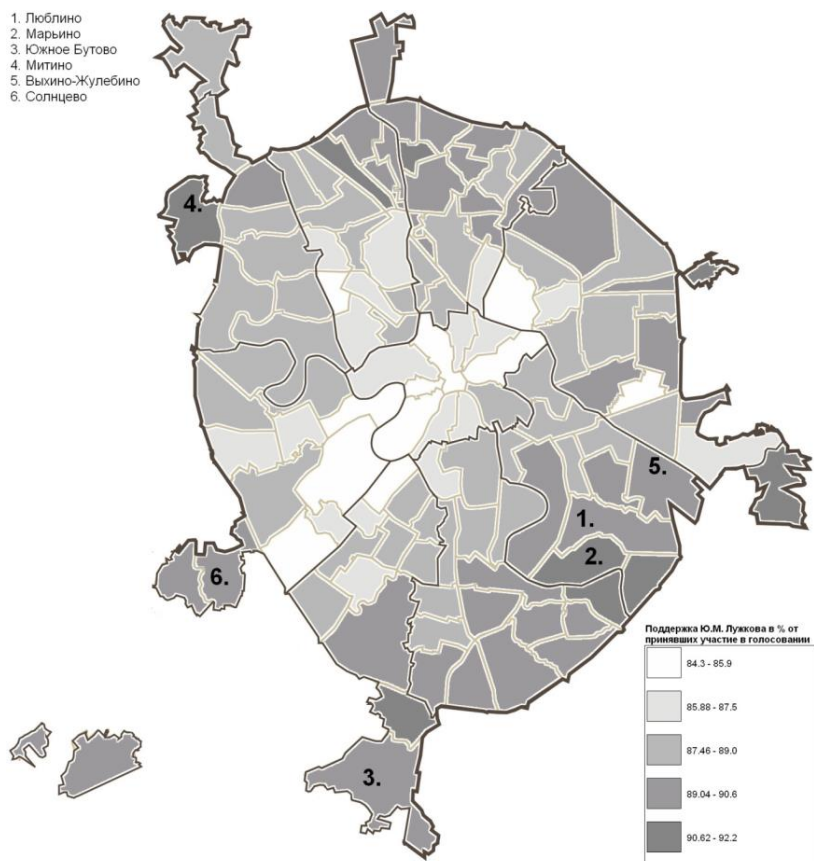 1. Люблино
2. Марьино
3. Южное Бутово
4. Митино
5. Выхино-Жулебино
6. Солнцево
4.
5.
1.
2.
6.
3.
Поддержка Ю.М. Лужкова в % от
принявших участие в голосовании
84.3 - 85.9
85.88 - 87.5
87.46 - 89.0
89.04 - 90.6
90.62 - 92.2